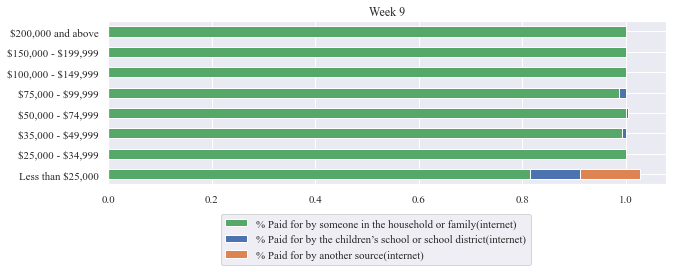 Week 9
$200,000 and above
$150,000 - $199,999
$100,000 - $149,999
$75,000 - $99,999
$50,000 - $74,999
$35,000 - $49,999
$25,000 - $34,999
Less than $25,000
0.0 0.2 0.4 0.6 0.8 1.0
% Paid for by someone in the household or family(internet)
% Paid for by the children’s school or school district(internet)
% Paid for by another source(internet)